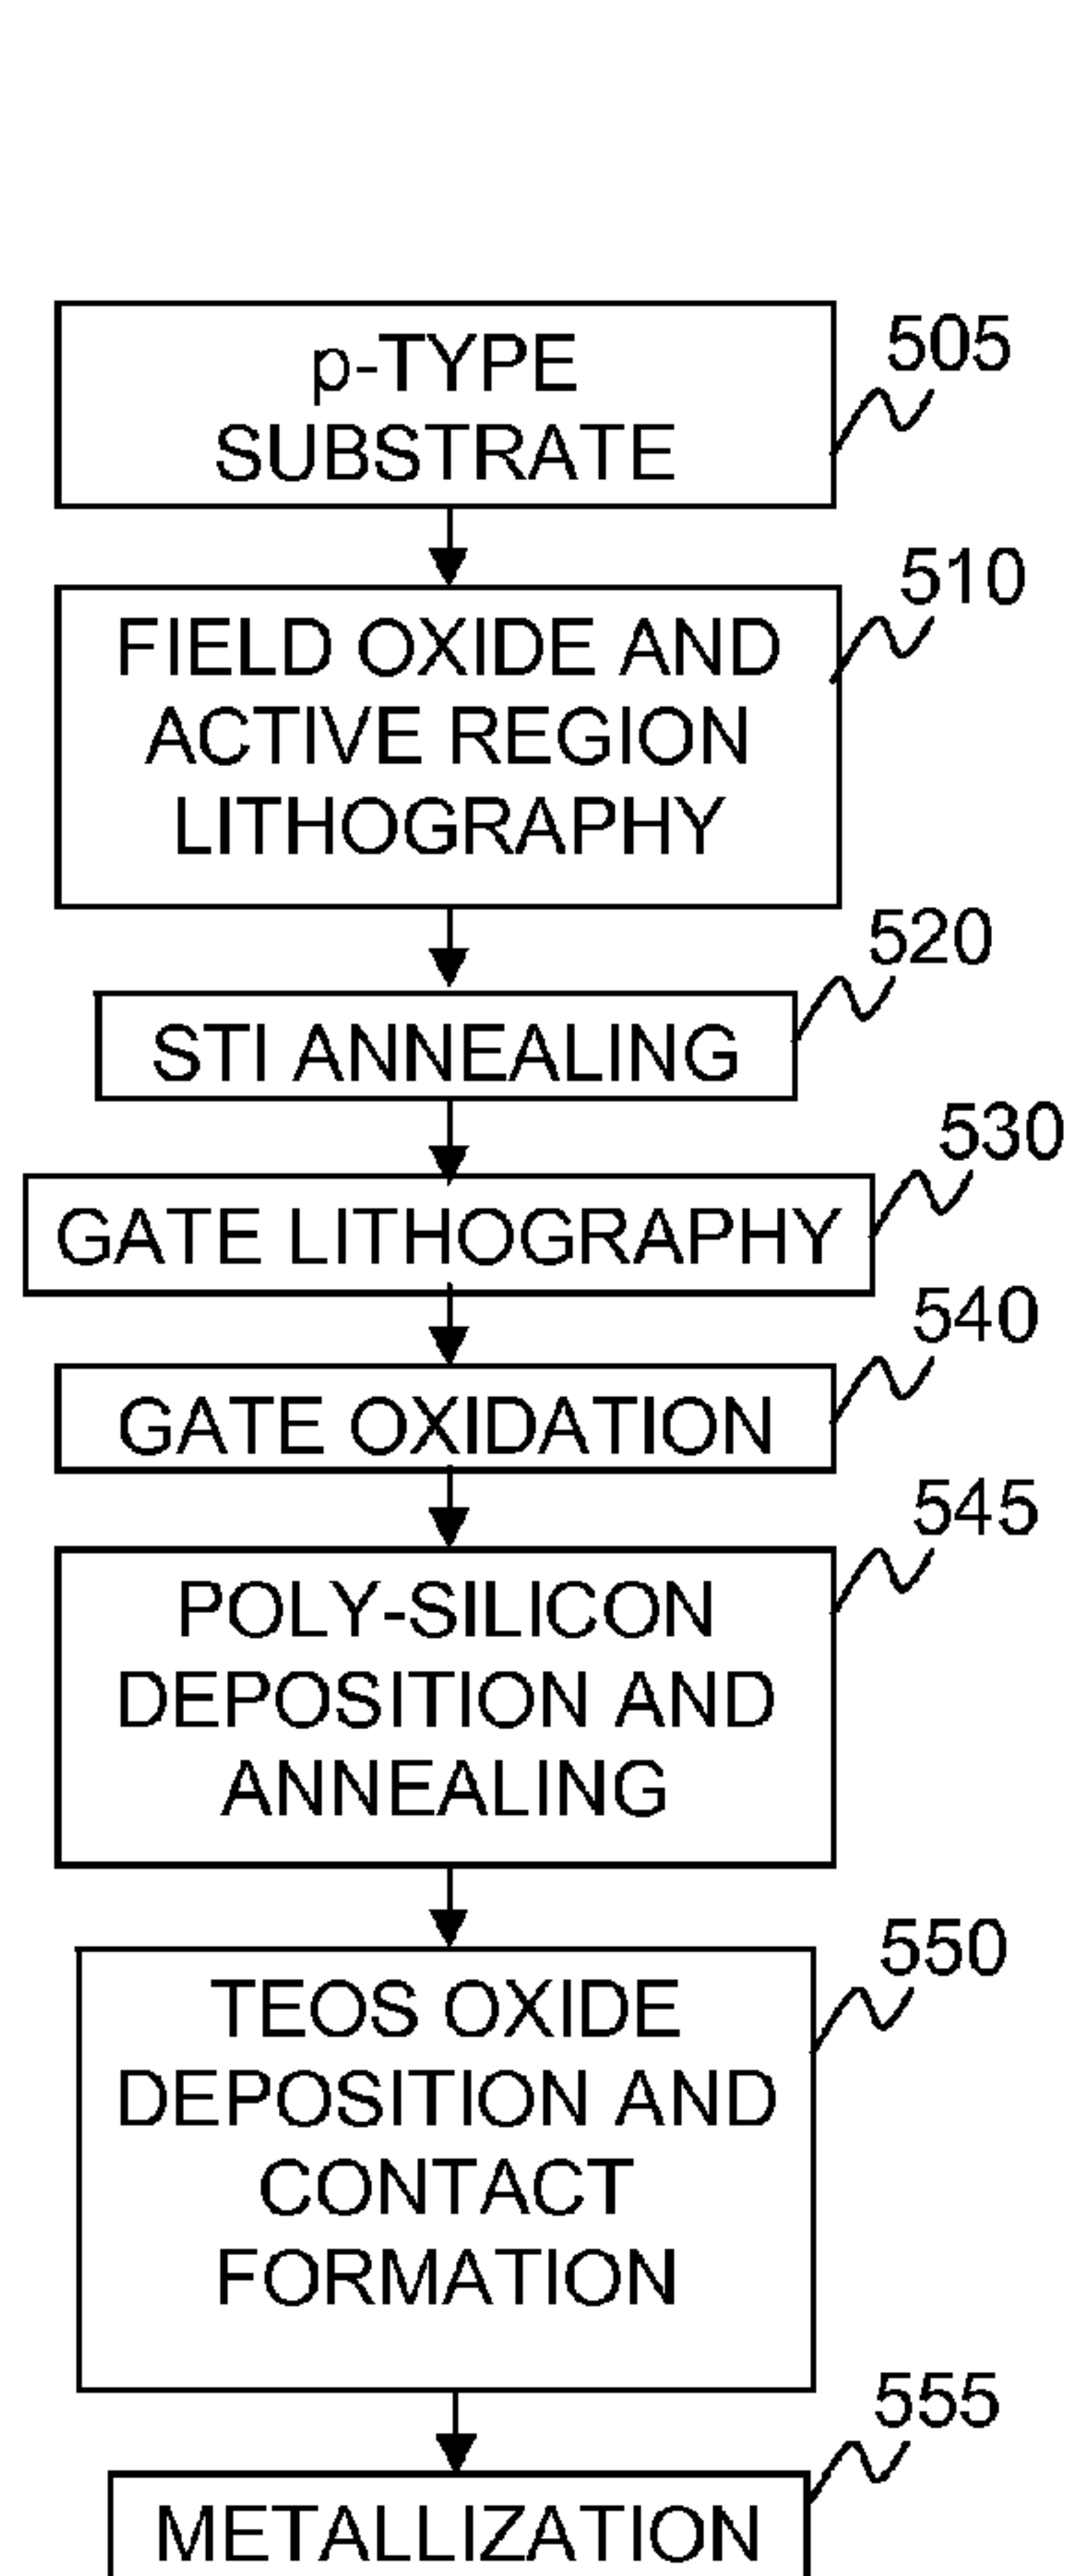 p-TYPE
SUBSTRATE
505
FIELD OXIDE AND
ACTIVE REGION
LITHOGRAPHY
510
STI ANNEALING
520
GATE LITHOGRAPHY
530
GATE OXIDATION
540
POLY-SILICON
DEPOSITION AND
ANNEALING
545
TEOS OXIDE
DEPOSITION AND
CONTACT
FORMATION
550
METALLIZATION
555